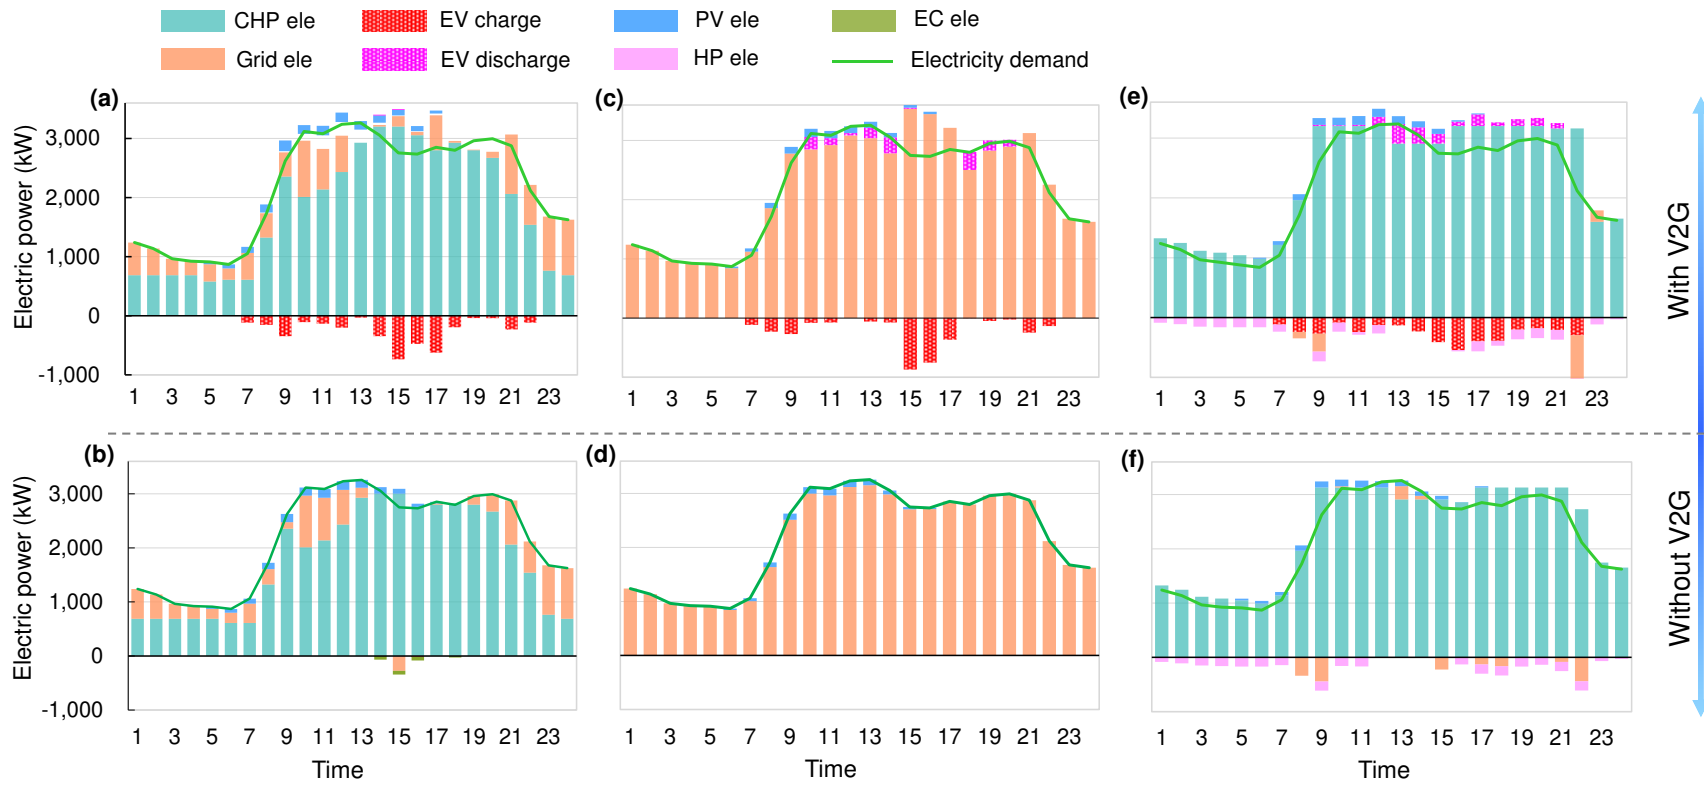 CHP ele EV charge PV ele EC ele
Grid ele EV discharge HP ele Electricity demand
(a) (c) (e)
Electric power (kW)
3,000
2,000
1,000
0
-1,000
1 3 5 7 9 11 13 15 17 19 21 23
1 3 5 7 9 11 13 15 17 19 21 23
1 3 5 7 9 11 13 15 17 19 21 23
With V2G
(b) (d) (f)
Electric power (kW)
3,000
2,000
1,000
0
-1,000
1 3 5 7 9 11 13 15 17 19 21 23
1 3 5 7 9 11 13 15 17 19 21 23
1 3 5 7 9 11 13 15 17 19 21 23
Time Time Time
Without V2G